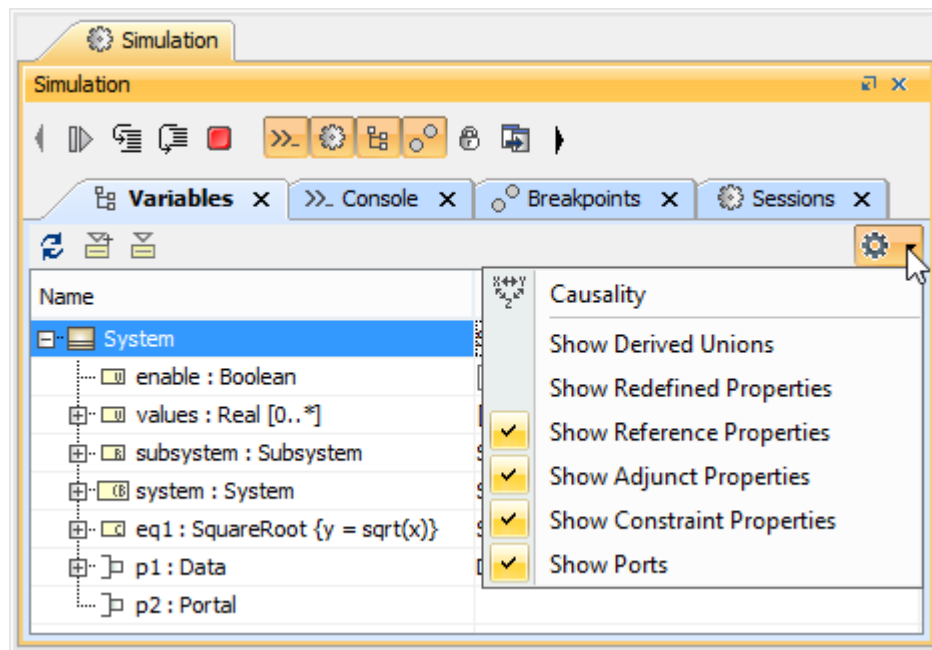 Simulation
Simulation
Variables
Console
Breakpoints
Sessions
Name
Causality
System
Show Derived Unions
enable : Boolean
Show Redefined Properties
values : Real [0..*]
Show Reference Properties
subsystem : Subsystem
Show Adjunct Properties
system : System
Show Constraint Properties
eq1 : SquareRoot {y = sqrt(x)}
Show Ports
p1 : Data
p2 : Portal